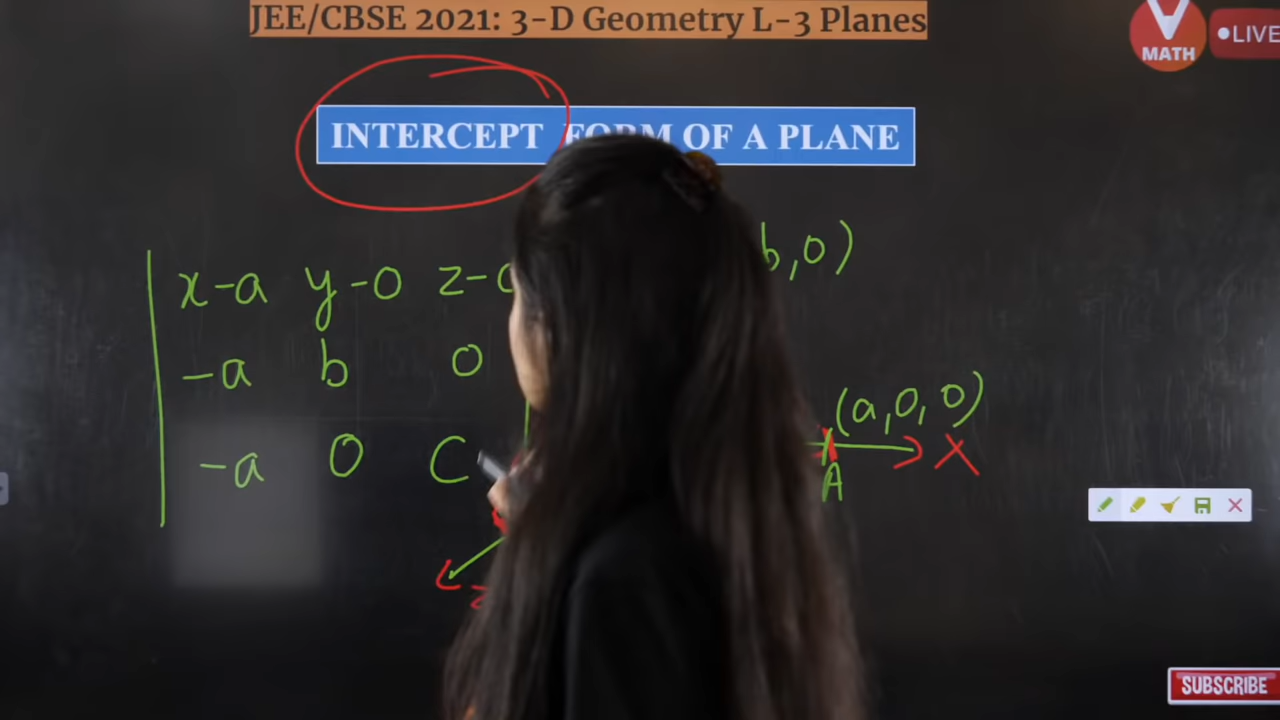 JEE/CBSE 2021: 3-D Geometry L-3 Planes
V
MATH
LIVE
INTERCEPT FORM OF A PLANE
b,0)
x-a y-0 z-0
-a b 0
(a,0,0)
-a 0 C
X
A
z
SUBSCRIBE